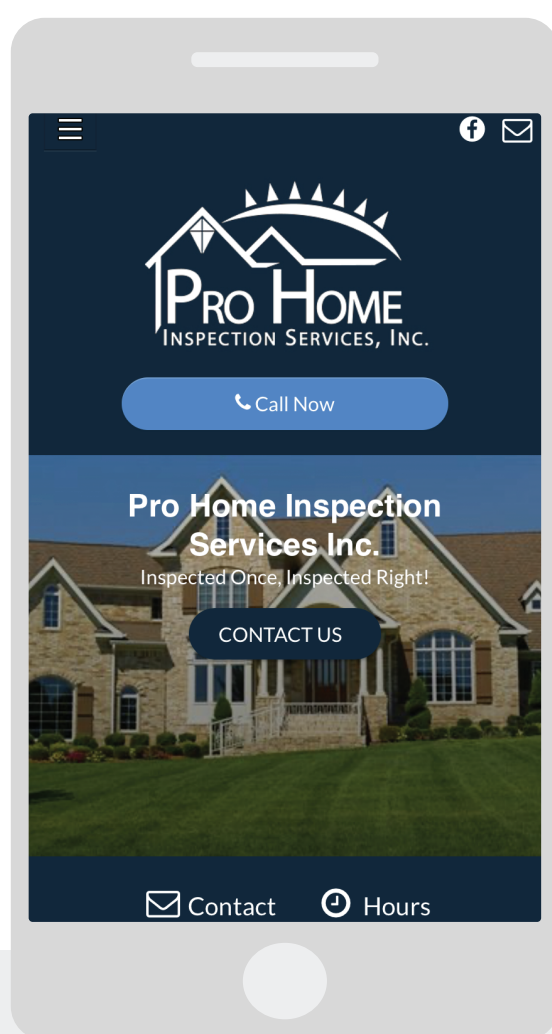 PRO HOME
INSPECTION SERVICES, INC.
Call Now
Pro Home Inspection
Services Inc.
Inspected Once, Inspected Right!
CONTACT US
Contact Hours